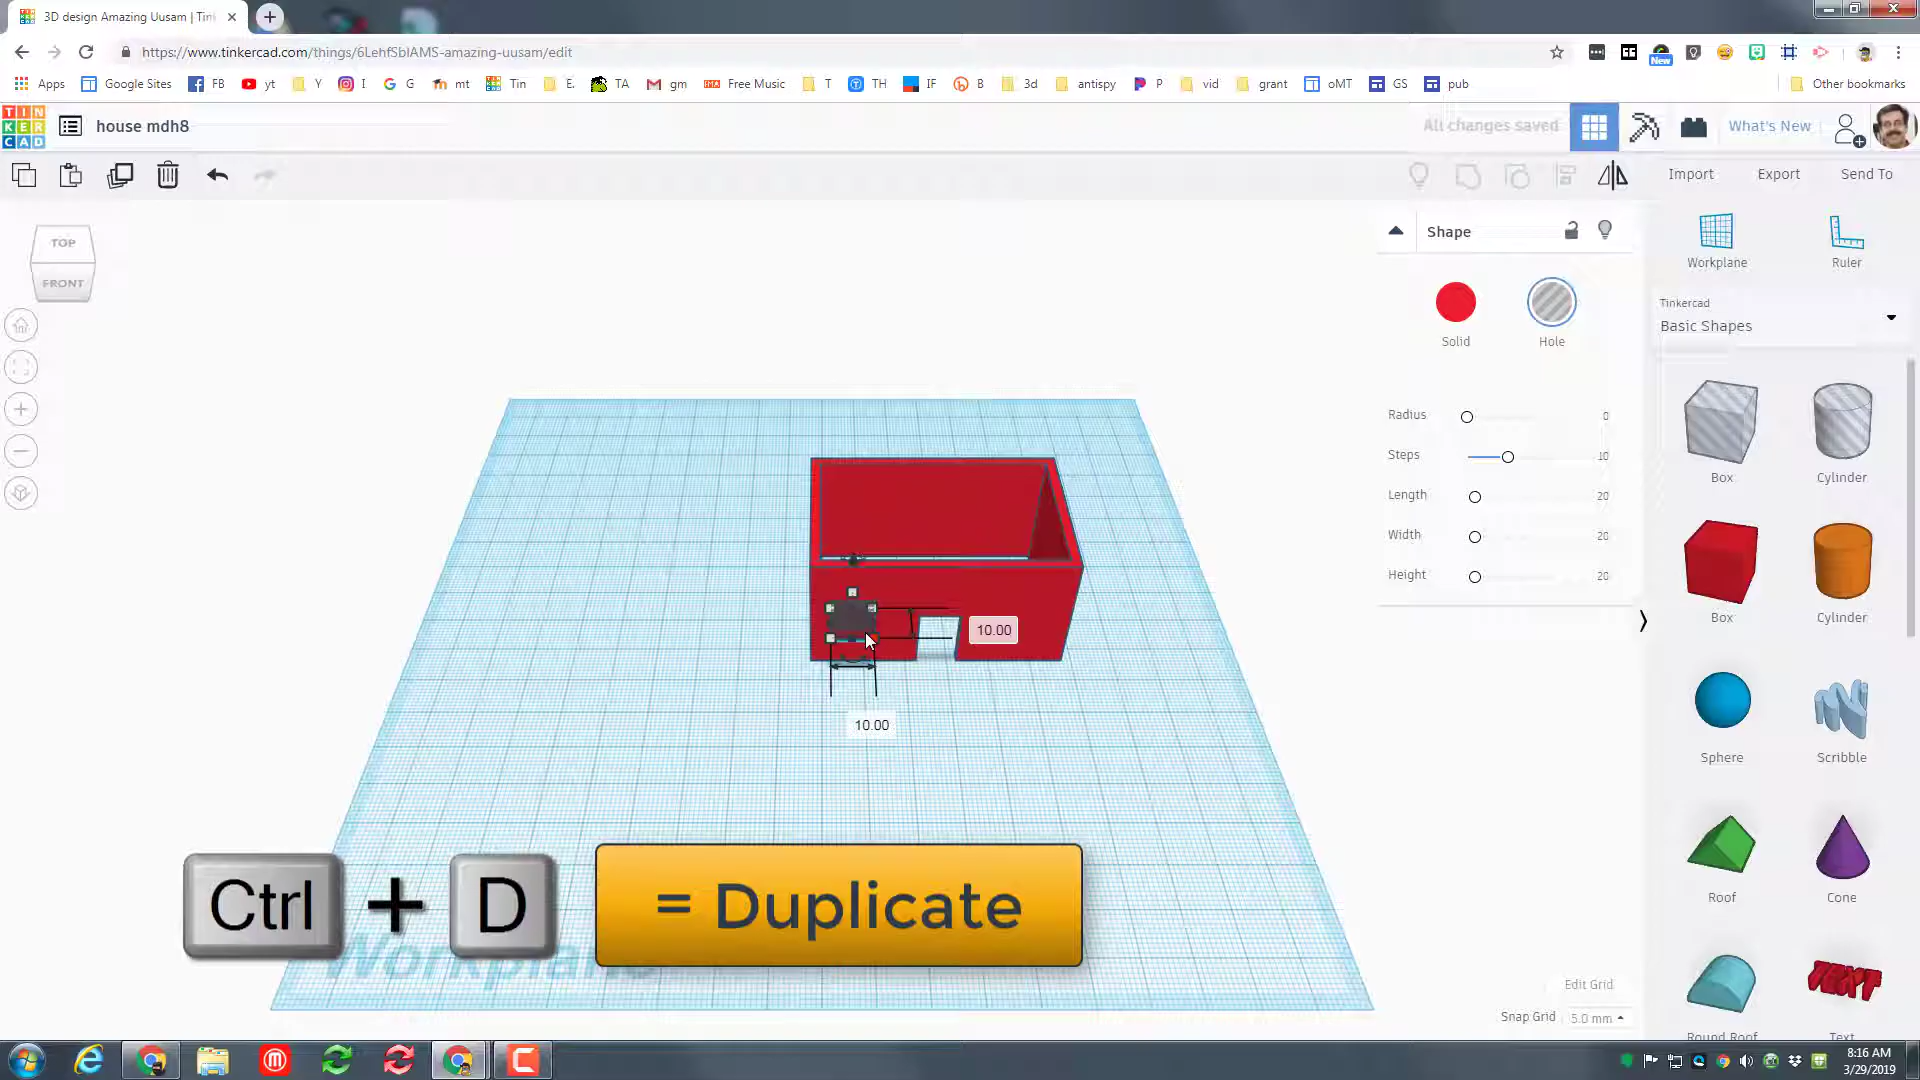 3D design Amazing Uusam | Tin
https://www.tinkercad.com/things/6LehfSblAMS-amazing-uusam/edit
New
Apps Google Sites FB yt Y I G mt Tin E. TA gm Free Music T TH IF B 3d antispy P vid grant oMT GS pub Other bookmarks
TIN
KER
CAD
house mdh8
All changes saved
What's New
Import Export Send To
TOP
FRONT
Shape
Workplane Ruler
Solid Hole
Tinkercad
Basic Shapes
Radius 0
Steps 10
Length 20
Width 20
Height 20
Box Cylinder
Box Cylinder
Sphere Scribble
Roof Cone
Round Roof Text
TEXT
10.00
10.00
Ctrl + D = Duplicate
Workplane
Edit Grid
Snap Grid 5.0 mm
8:16 AM
3/29/2019